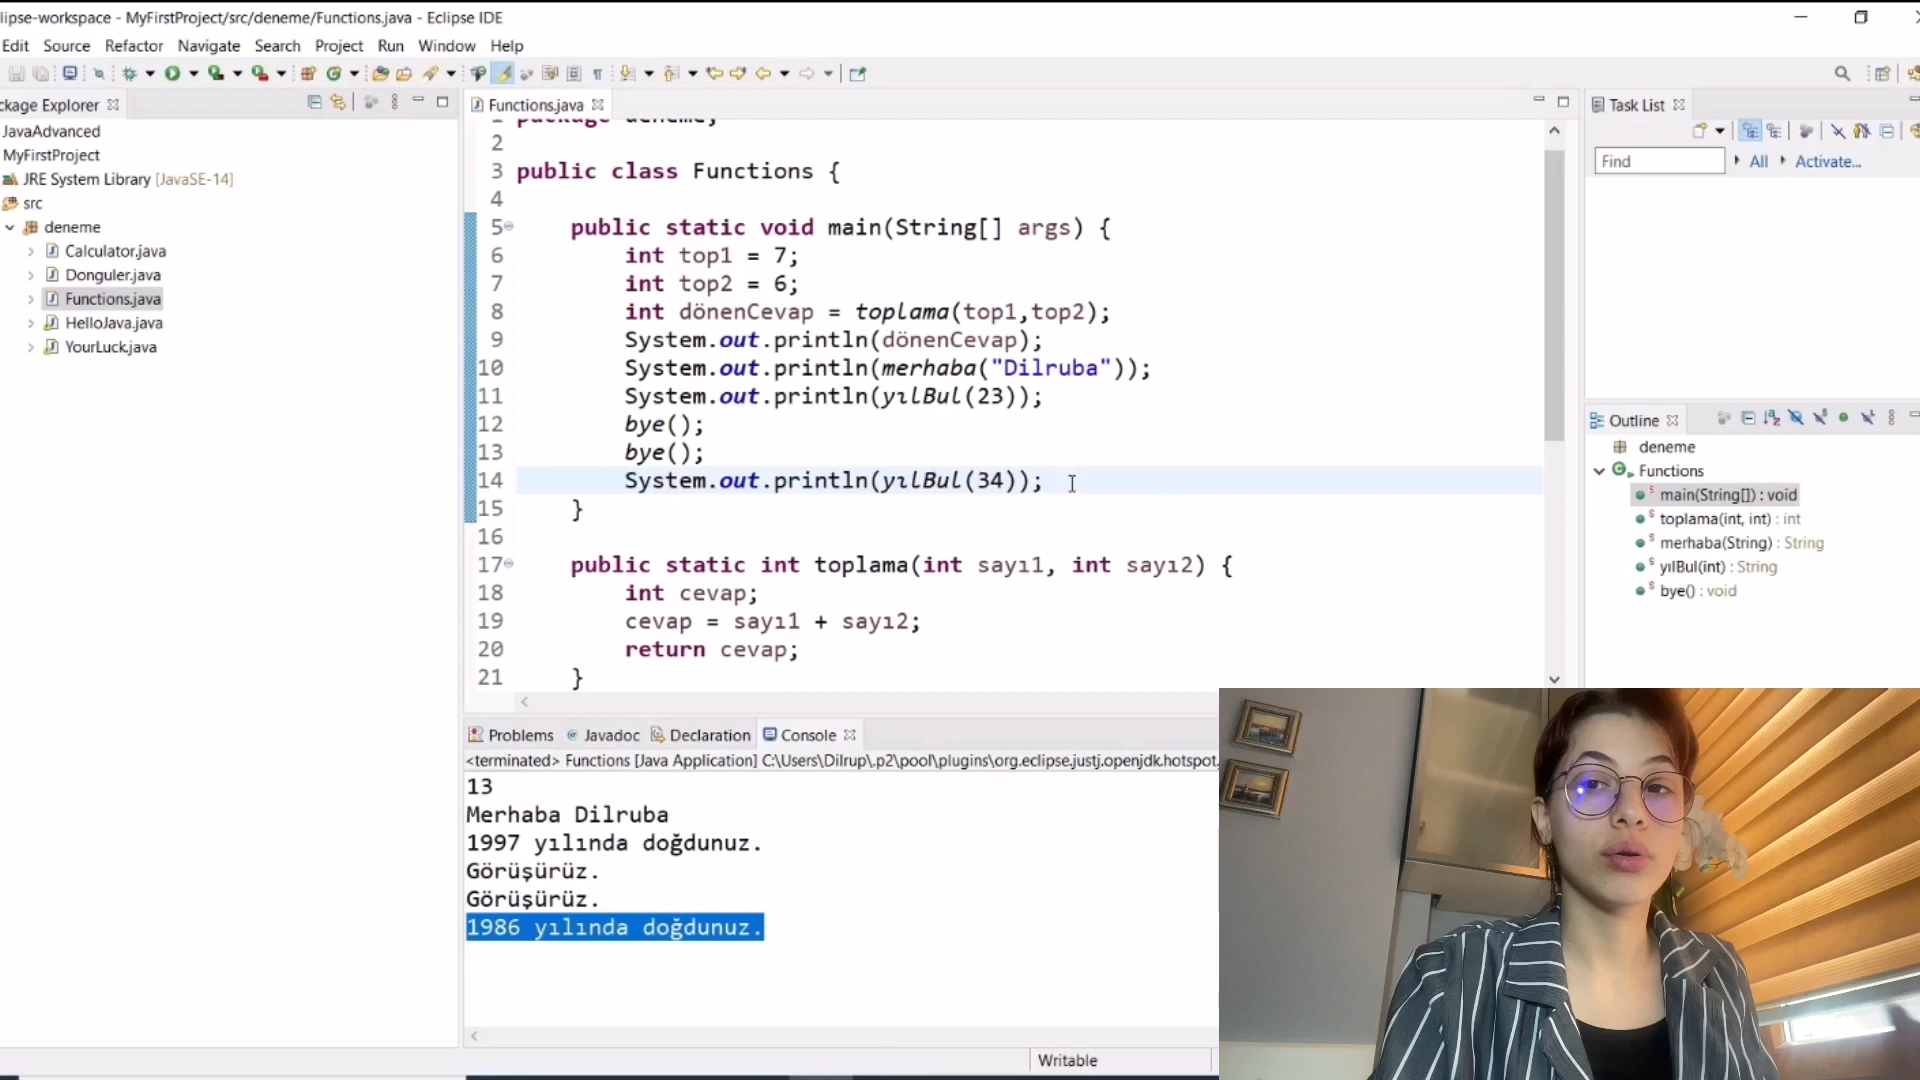 lipse-workspace - MyFirstProject/src/deneme/Functions.java - Eclipse IDE
Edit Source Refactor Navigate Search Project Run Window Help
ckage Explorer
JavaAdvanced
MyFirstProject
JRE System Library [JavaSE-14]
src
deneme
Calculator.java
Donguler.java
Functions.java
HelloJava.java
YourLuck.java
Functions.java
1 package deneme;
2
3 public class Functions {
4
5 public static void main(String[] args) {
6 int top1 = 7;
7 int top2 = 6;
8 int dönenCevap = toplama(top1,top2);
9 System.out.println(dönenCevap);
10 System.out.println(merhaba("Dilruba"));
11 System.out.println(yılBul(23));
12 bye();
13 bye();
14 System.out.println(yılBul(34));
15 }
16
17 public static int toplama(int sayı1, int sayı2) {
18 int cevap;
19 cevap = sayı1 + sayı2;
20 return cevap;
21 }
Problems Javadoc Declaration Console
<terminated> Functions [Java Application] C:\Users\Dilrup\.p2\pool\plugins\org.eclipse.justj.openjdk.hotspot.
13
Merhaba Dilruba
1997 yılında doğdunuz.
Görüşürüz.
Görüşürüz.
1986 yılında doğdunuz.
Writable
Task List
Find All Activate...
Outline
deneme
Functions
main(String[]) : void
toplama(int, int) : int
merhaba(String) : String
yılBul(int) : String
bye() : void